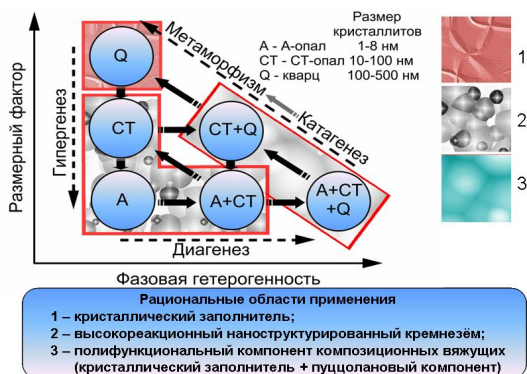 Размер
кристаллитов
А - А-опал 1-8 нм
СТ - СТ-опал 10-100 нм
Q - кварц 100-500 нм
Размерный фактор
Гипергенез
Метаморфизм
Катагенез
Q
СТ
СТ+Q
А
А+СТ
А+СТ
+Q
Диагенез
Фазовая гетерогенность
1
2
3
Рациональные области применения
1 – кристаллический заполнитель;
2 – высокореакционный наноструктурированный кремнезём;
3 – полифункциональный компонент композиционных вяжущих
(кристаллический заполнитель + пуццолановый компонент)